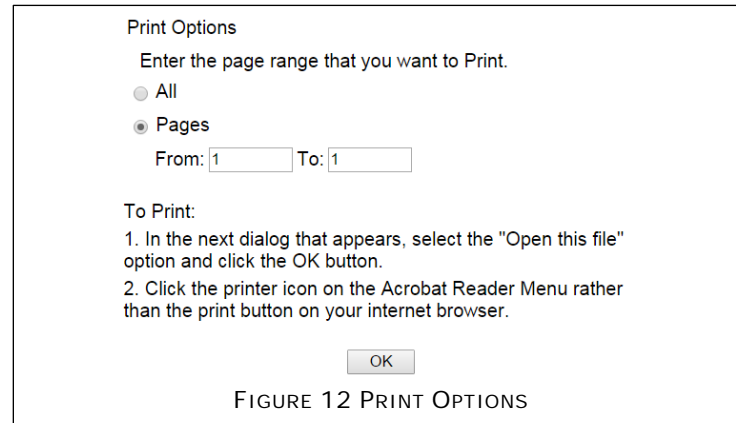 Print Options
Enter the page range that you want to Print.
All
Pages
From: 1 To: 1
To Print:
1. In the next dialog that appears, select the "Open this file"
option and click the OK button.
2. Click the printer icon on the Acrobat Reader Menu rather
than the print button on your internet browser.
OK
FIGURE 12 PRINT OPTIONS